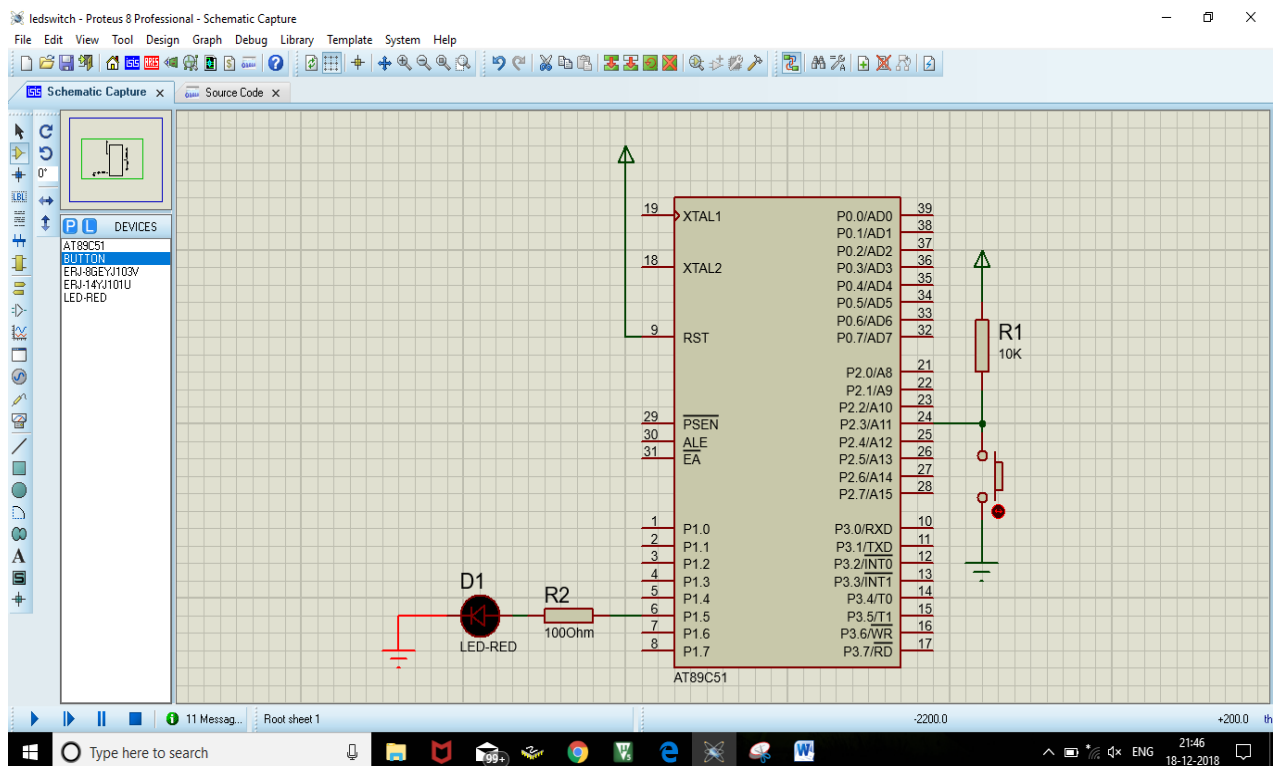 ledswitch - Proteus 8 Professional - Schematic Capture
File Edit View Tool Design Graph Debug Library Template System Help
Schematic Capture x Source Code x
0°
LBL
P L DEVICES
AT89C51
BUTTON
ERJ-8GEYJ103V
ERJ-14YJ101U
LED-RED
A
S
19 XTAL1
18 XTAL2
9 RST
29 PSEN
30 ALE
31 EA
1 P1.0
2 P1.1
3 P1.2
4 P1.3
5 P1.4
6 P1.5
7 P1.6
8 P1.7
P0.0/AD0 39
P0.1/AD1 38
P0.2/AD2 37
P0.3/AD3 36
P0.4/AD4 35
P0.5/AD5 34
P0.6/AD6 33
P0.7/AD7 32
P2.0/A8 21
P2.1/A9 22
P2.2/A10 23
P2.3/A11 24
P2.4/A12 25
P2.5/A13 26
P2.6/A14 27
P2.7/A15 28
P3.0/RXD 10
P3.1/TXD 11
P3.2/INT0 12
P3.3/INT1 13
P3.4/T0 14
P3.5/T1 15
P3.6/WR 16
P3.7/RD 17
AT89C51
R1
10K
D1
LED-RED
R2
100Ohm
11 Messag... Root sheet 1 -2200.0 +200.0 th
Type here to search
99+
ENG
21:46
18-12-2018